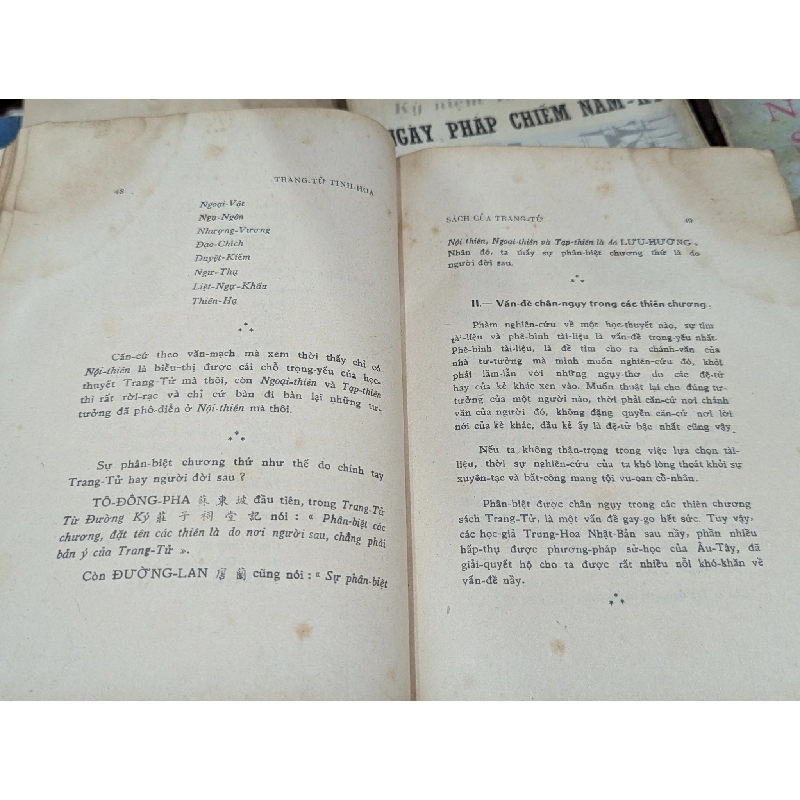 Kỷ niệm
NGÀY PHÁP CHIẾM NAM-K
48
TRANG-TỬ TINH-HOA
Ngoại-Vật
Ngụ-Ngôn
Nhượng-Vương
Đạo-Chích
Duyệt-Kiếm
Ngư-Phụ
Liệt-Ngự-Khấu
Thiên-Hạ
Căn-cứ theo văn-mạch mà xem thời thấy chỉ có
Nội-thiên là biểu-thị được cái chỗ trọng-yếu của học-
thuyết Trang-Tử mà thôi, còn Ngoại-thiên và Tạp-thiên
thì rất rời-rạc và chỉ cứ bàn đi bàn lại những tư-
tưởng đã phô-diễn ở Nội-thiên mà thôi.
Sự phân-biệt chương thứ như thế do chính tay
Trang-Tử hay người đời sau ?
TÔ-ĐÔNG-PHA 蘇 東 坡 đầu tiên, trong Trang-Tử
Từ Đường Ký 莊 子 祠 堂 記 nói : « Phân-biệt các
chương, đặt tên các thiên là do nơi người sau, chẳng phải
bản ý của Trang-Tử ».
Còn ĐƯỜNG-LAN 蘭 cũng nói : « Sự phân-biệt
SÁCH CỦA TRANG-TỬ
49
Nội thiên, Ngoại-thiên và Tạp-thiên là do LƯU-HƯỚNG.
Nhân đó, ta thấy sự phân-biệt chương thứ là do
người đời sau.
II.— Vấn-đề chân-ngụy trong các thiên chương.
Phàm nghiên-cứu về một học-thuyết nào, sự tìm
tài-liệu và phê-bình tài-liệu là vấn-đề trọng-yếu nhất.
Phê-bình tài-liệu, là để tìm cho ra chánh-văn của
nhà tư-tưởng mà mình muốn nghiên-cứu đó, khỏi
phải lầm-lẫn với những ngụy-thơ do các đệ-tử
hay của kẻ khác xen vào. Muốn thuật lại cho đúng tư-
tưởng của một người nào, thời phải căn-cứ nơi chánh
văn của người đó, không đặng quyền căn-cứ nơi lời
nói của kẻ khác, dầu kẻ ấy là đệ-tử bậc nhất cũng vậy.
Nếu ta không thận-trọng trong việc lựa chọn tài-
liệu, thời sự nghiên-cứu của ta khó lòng thoát khỏi sự
xuyên-tạc và bất-công mang tội vu-oan cổ-nhân.
Phân-biệt được chân ngụy trong các thiên chương
sách Trang-Tử, là một vấn đề gay-go hết sức. Tuy vậy,
các học-giả Trung-Hoa Nhật-Bản sau nầy, phần nhiều
hấp-thụ được phương-pháp sử-học của Âu-Tây, đã
giải-quyết hộ cho ta được rất nhiều nỗi khó-khăn về
vấn-đề nầy.